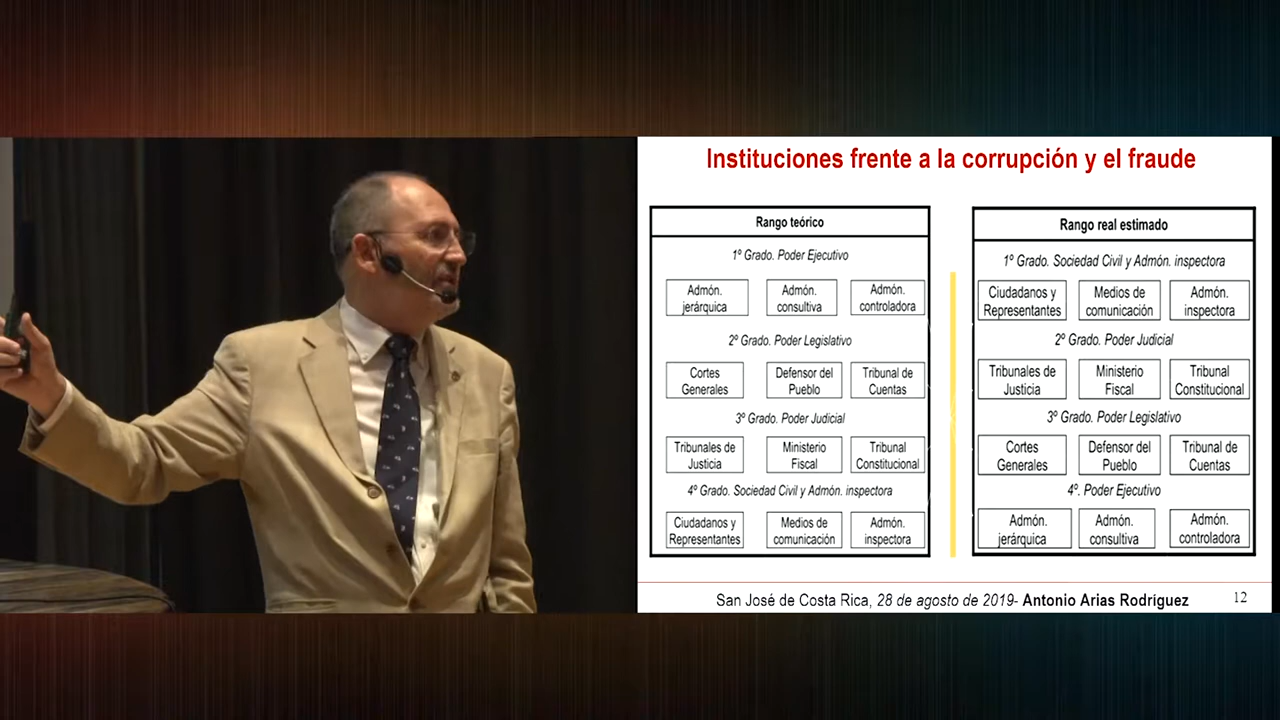 Instituciones frente a la corrupción y el fraude
Rango teórico
1º Grado. Poder Ejecutivo
Admón. jerárquica
Admón. consultiva
Admón. controladora
2º Grado. Poder Legislativo
Cortes Generales
Defensor del Pueblo
Tribunal de Cuentas
3º Grado. Poder Judicial
Tribunales de Justicia
Ministerio Fiscal
Tribunal Constitucional
4º Grado. Sociedad Civil y Admón. inspectora
Ciudadanos y Representantes
Medios de comunicación
Admón. inspectora
Rango real estimado
1º Grado. Sociedad Civil y Admón. inspectora
Ciudadanos y Representantes
Medios de comunicación
Admón. inspectora
2º Grado. Poder Judicial
Tribunales de Justicia
Ministerio Fiscal
Tribunal Constitucional
3º Grado. Poder Legislativo
Cortes Generales
Defensor del Pueblo
Tribunal de Cuentas
4º. Poder Ejecutivo
Admón. jerárquica
Admón. consultiva
Admón. controladora
San José de Costa Rica, 28 de agosto de 2019- Antonio Arias Rodríguez
12